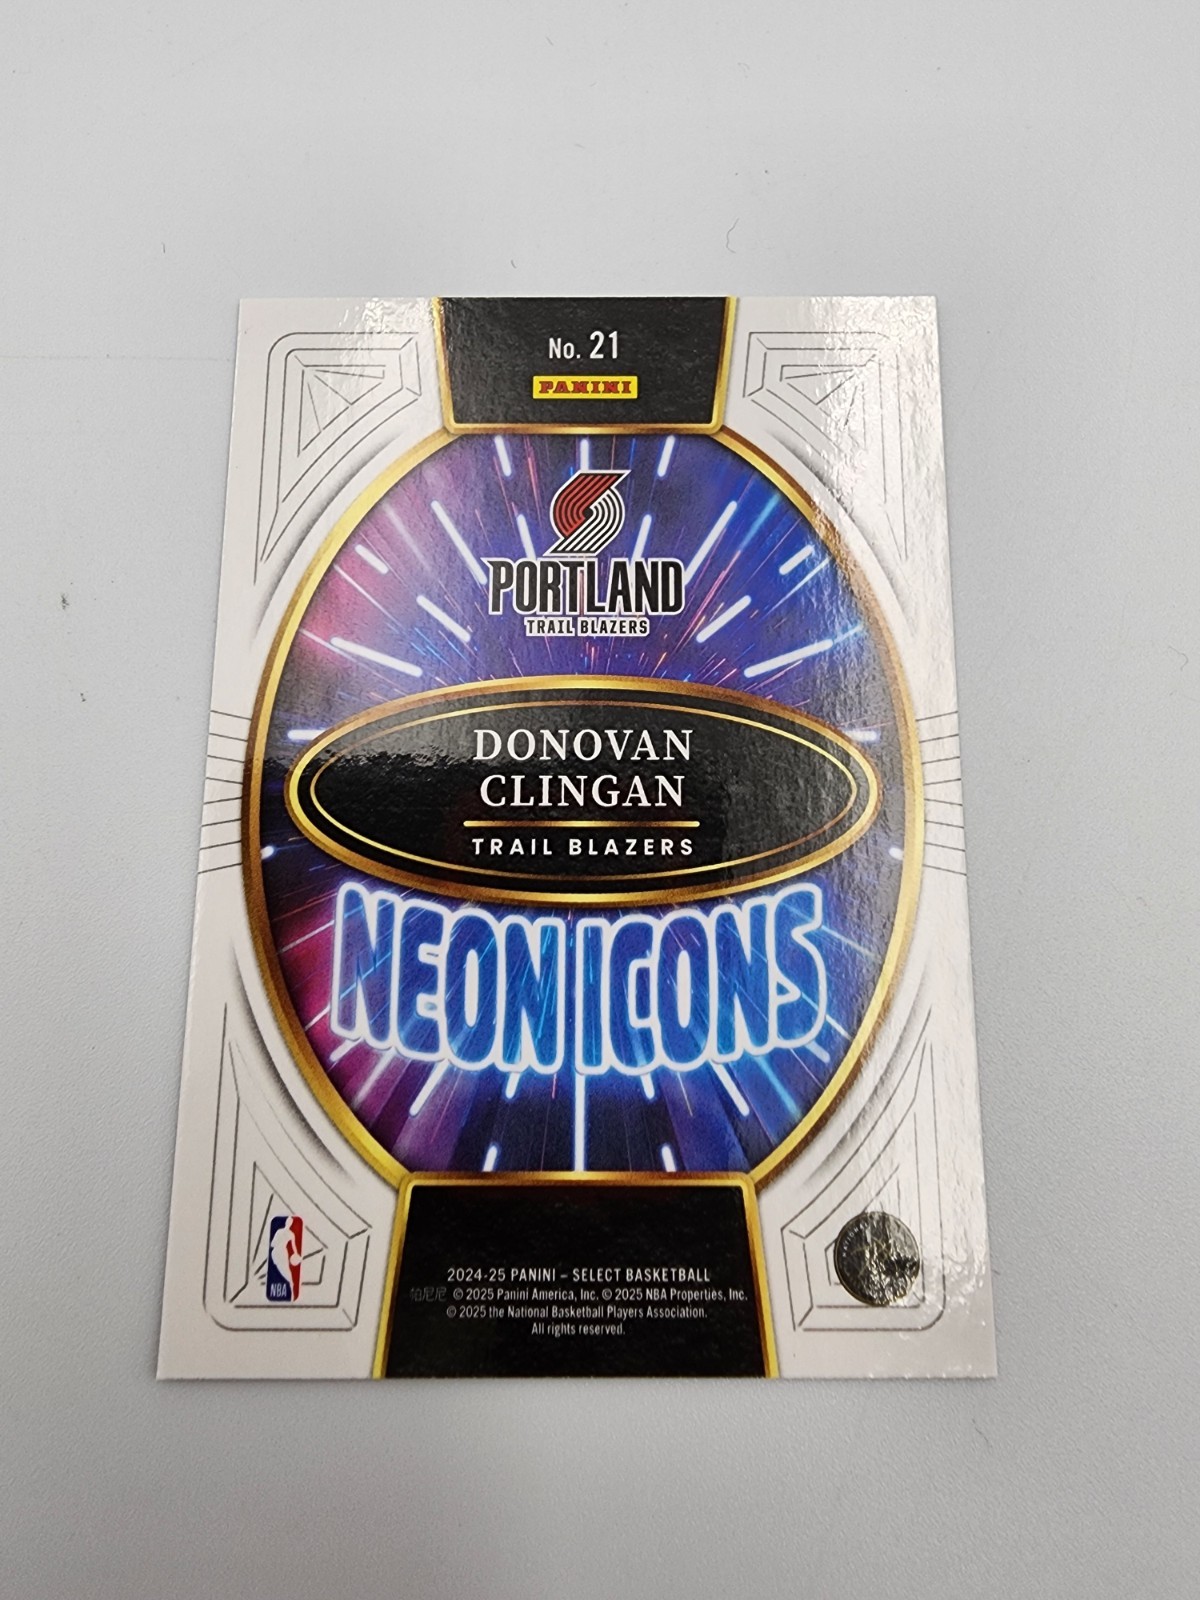 No. 21
PANINI
PORTLAND
TRAIL BLAZERS
DONOVAN
CLINGAN
TRAIL BLAZERS
NEON ICONS
2024-25 PANINI – SELECT BASKETBALL
帕尼尼 © 2025 Panini America, Inc. © 2025 NBA Properties, Inc.
© 2025 the National Basketball Players Association.
All rights reserved.
NBA